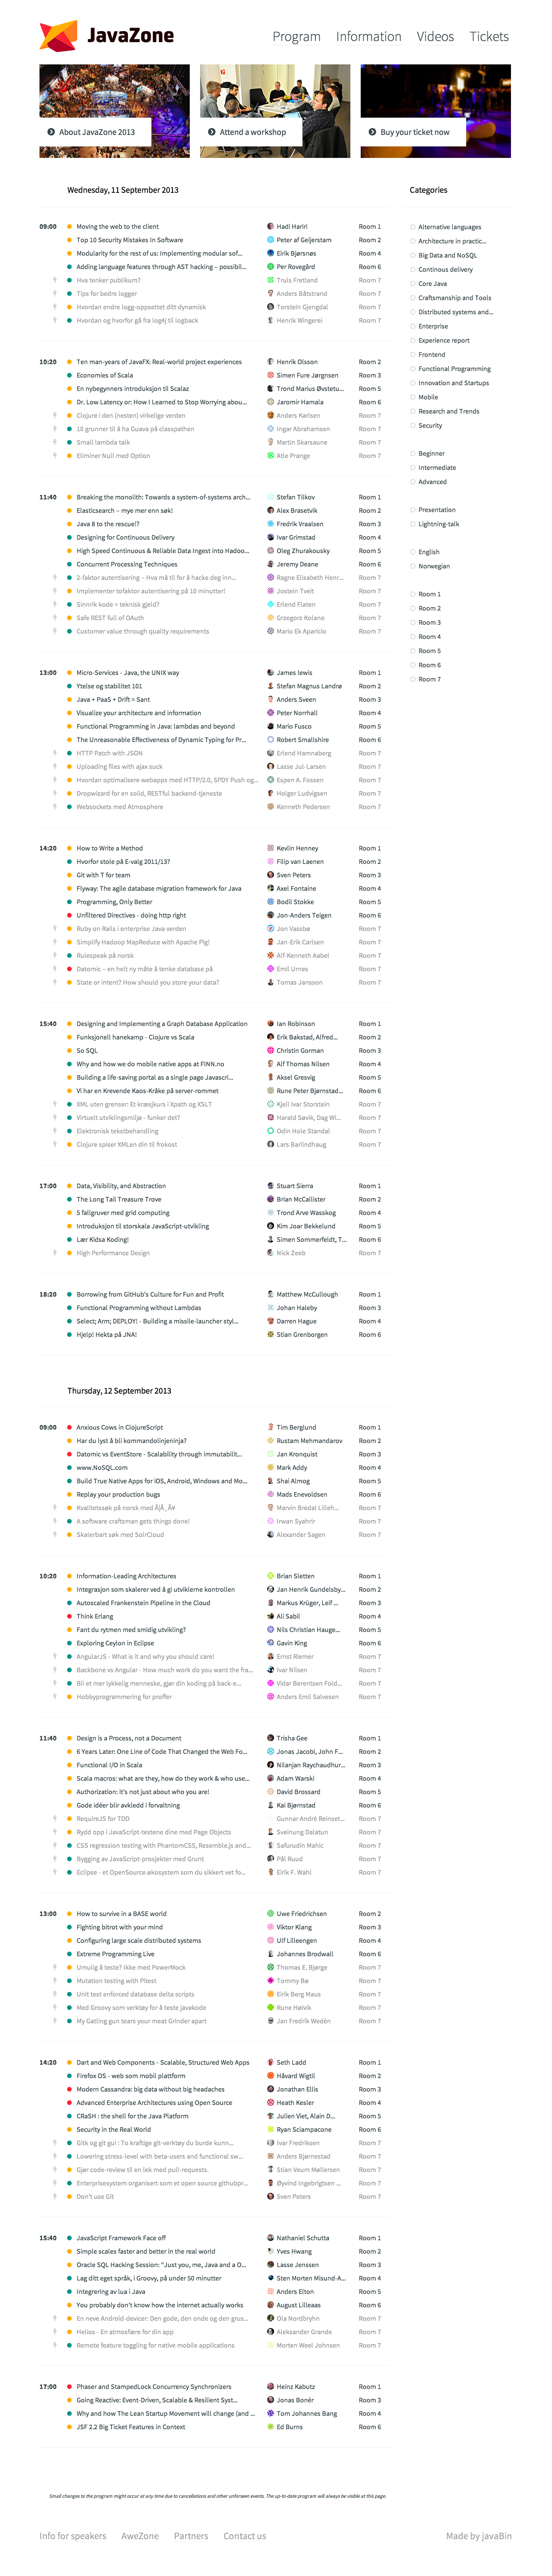 JavaZone
Program Information Videos Tickets
About JavaZone 2013
Attend a workshop
Buy your ticket now
Wednesday, 11 September 2013
Categories
09:00 Moving the web to the client Hadi Hariri Room 1
Top 10 Security Mistakes In Software Peter af Geijerstam Room 2
Modularity for the rest of us: Implementing modular sof... Eirik Bjørsnøs Room 4
Adding language features through AST hacking – possibil... Per Rovegård Room 6
Hva tenker publikum? Truls Fretland Room 7
Tips for bedre logger Anders Båtstrand Room 7
Hvordan endre logg-oppsettet ditt dynamisk Torstein Gjengdal Room 7
Hvordan og hvorfor gå fra log4j til logback Henrik Wingerei Room 7
10:20 Ten man-years of JavaFX: Real-world project experiences Henrik Olsson Room 2
Economies of Scala Simen Fure Jørgnsen Room 3
En nybegynners introduksjon til Scalaz Trond Marius Øvstetu... Room 5
Dr. Low Latency or: How I Learned to Stop Worrying abou... Jaromir Hamala Room 6
Clojure i den (nesten) virkelige verden Anders Karlsen Room 7
10 grunner til å ha Guava på classpathen Ingar Abrahamsen Room 7
Small lambda talk Martin Skarsaune Room 7
Eliminer Null med Option Atle Prange Room 7
11:40 Breaking the monolith: Towards a system-of-systems arch... Stefan Tilkov Room 1
Elasticsearch – mye mer enn søk! Alex Brasetvik Room 2
Java 8 to the rescue!? Fredrik Vraalsen Room 3
Designing for Continuous Delivery Ivar Grimstad Room 4
High Speed Continuous & Reliable Data Ingest into Hadoo... Oleg Zhurakousky Room 5
Concurrent Processing Techniques Jeremy Deane Room 6
2-faktor autentisering – Hva må til for å hacke deg inn... Ragne Elisabeth Henr... Room 7
Implementer tofaktor autentisering på 10 minutter! Jostein Tveit Room 7
Sinnrik kode = teknisk gjeld? Erlend Flaten Room 7
Safe REST full of OAuth Grzegorz Kolano Room 7
Customer value through quality requirements Mario Ek Aparicio Room 7
13:00 Micro-Services - Java, the UNIX way James lewis Room 1
Ytelse og stabilitet 101 Stefan Magnus Landrø Room 2
Java + PaaS + Drift = Sant Anders Sveen Room 3
Visualize your architecture and information Peter Norrhall Room 4
Functional Programming in Java: lambdas and beyond Mario Fusco Room 5
The Unreasonable Effectiveness of Dynamic Typing for Pr... Robert Smallshire Room 6
HTTP Patch with JSON Erlend Hamnaberg Room 7
Uploading files with ajax suck Lasse Jul-Larsen Room 7
Hvordan optimalisere webapps med HTTP/2.0, SPDY Push og... Espen A. Fossen Room 7
Dropwizard for en solid, RESTful backend-tjeneste Holger Ludvigsen Room 7
Websockets med Atmosphere Kenneth Pedersen Room 7
14:20 How to Write a Method Kevlin Henney Room 1
Hvorfor stole på E-valg 2011/13? Filip van Laenen Room 2
Git with T for team Sven Peters Room 3
Flyway: The agile database migration framework for Java Axel Fontaine Room 4
Programming, Only Better Bodil Stokke Room 5
Unfiltered Directives - doing http right Jon-Anders Teigen Room 6
Ruby on Rails i enterprise Java verden Jon Vassbø Room 7
Simplify Hadoop MapReduce with Apache Pig! Jan-Erik Carlsen Room 7
Rulespeak på norsk Alf-Kenneth Aabel Room 7
Datomic – en helt ny måte å tenke database på Emil Urnes Room 7
State or intent? How should you store your data? Tomas Jansson Room 7
15:40 Designing and Implementing a Graph Database Application Ian Robinson Room 1
Funksjonell hanekamp - Clojure vs Scala Erik Bakstad, Alfred... Room 2
So SQL Christin Gorman Room 3
Why and how we do mobile native apps at FINN.no Alf Thomas Nilsen Room 4
Building a life-saving portal as a single page Javascri... Aksel Gresvig Room 5
Vi har en Krevende Kaos-Kråke på server-rommet Rune Peter Bjørnstad... Room 6
XML uten grenser: Et kræsjkurs i Xpath og XSLT Kjell Ivar Storstein Room 7
Virtuelt utviklingsmiljø - funker det? Harald Søvik, Dag Wi... Room 7
Elektronisk tekstbehandling Odin Hole Standal Room 7
Clojure spiser XMLen din til frokost Lars Barlindhaug Room 7
17:00 Data, Visibility, and Abstraction Stuart Sierra Room 1
The Long Tail Treasure Trove Brian McCallister Room 2
5 fallgruver med grid computing Trond Arve Wasskog Room 4
Introduksjon til storskala JavaScript-utvikling Kim Joar Bekkelund Room 5
Lær Kidsa Koding! Simen Sommerfeldt, T... Room 6
High Performance Design Nick Zeeb Room 7
18:20 Borrowing from GitHub's Culture for Fun and Profit Matthew McCullough Room 1
Functional Programming without Lambdas Johan Haleby Room 3
Select; Arm; DEPLOY! - Building a missile-launcher styl... Darren Hague Room 4
Hjelp! Hekta på JNA! Stian Grenborgen Room 6
Alternative languages
Architecture in practic...
Big Data and NoSQL
Continous delivery
Core Java
Craftsmanship and Tools
Distributed systems and...
Enterprise
Experience report
Frontend
Functional Programming
Innovation and Startups
Mobile
Research and Trends
Security
Beginner
Intermediate
Advanced
Presentation
Lightning-talk
English
Norwegian
Room 1
Room 2
Room 3
Room 4
Room 5
Room 6
Room 7
Thursday, 12 September 2013
09:00 Anxious Cows in ClojureScript Tim Berglund Room 1
Har du lyst å bli kommandolinjeninja? Rustam Mehmandarov Room 2
Datomic vs EventStore - Scalability through Immutabilit... Jan Kronquist Room 3
www.NoSQL.com Mark Addy Room 4
Build True Native Apps for iOS, Android, Windows and Mo... Shai Almog Room 5
Replay your production bugs Mads Enevoldsen Room 6
Kvalitetssøk på norsk med Marvin Bredal Lilleh... Room 7
A software craftsman gets things done! Irwan Syahrir Room 7
Skalerbart søk med SolrCloud Alexander Sagen Room 7
10:20 Information-Leading Architectures Brian Sletten Room 1
Integrasjon som skalerer ved å gi utviklerne kontrollen Jan Henrik Gundelsby... Room 2
Autoscaled Frankenstein Pipeline in the Cloud Markus Krüger, Leif ... Room 3
Think Erlang Ali Sabil Room 4
Fant du rytmen med smidig utvikling? Nils Christian Hauge... Room 5
Exploring Ceylon in Eclipse Gavin King Room 6
AngularJS - What is it and why you should care! Ernst Riemer Room 7
Backbone vs Angular - How much work do you want the fra... Ivar Nilsen Room 7
Bli et mer lykkelig menneske, gjør din koding på back-e... Vidar Berentsen Fold... Room 7
Hobbyprogrammering for proffer Anders Emil Salvesen Room 7
11:40 Design is a Process, not a Document Trisha Gee Room 1
6 Years Later: One Line of Code That Changed the Web Fo... Jonas Jacobi, John F... Room 2
Functional I/O in Scala Nilanjan Raychaudhur... Room 3
Scala macros: what are they, how do they work & who use... Adam Warski Room 4
Authorization: it's not just about who you are! David Brossard Room 5
Gode idéer blir avkledd i forvaltning Kai Bjørnstad Room 6
RequireJS for TDD Gunnar André Reinset... Room 7
Rydd opp i JavaScript-testene dine med Page Objects Sveinung Dalatun Room 7
CSS regression testing with PhantomCSS, Resemble.js and... Safurudin Mahic Room 7
Bygging av JavaScript-prosjekter med Grunt Pål Ruud Room 7
Eclipse - et OpenSource økosystem som du sikkert vet fo... Eirik F. Wahl Room 7
13:00 How to survive in a BASE world Uwe Friedrichsen Room 2
Fighting bitrot with your mind Viktor Klang Room 3
Configuring large scale distributed systems Ulf Lilleengen Room 4
Extreme Programming Live Johannes Brodwall Room 6
Umulig å teste? Ikke med PowerMock Thomas E. Bjørge Room 7
Mutation testing with Pitest Tommy Bø Room 7
Unit test enforced database delta scripts Eirik Berg Maus Room 7
Med Groovy som verktøy for å teste javakode Rune Høivik Room 7
My Gatling gun tears your meat Grinder apart Jan Fredrik Wedén Room 7
14:20 Dart and Web Components - Scalable, Structured Web Apps Seth Ladd Room 1
Firefox OS - web som mobil plattform Håvard Wigtil Room 2
Modern Cassandra: big data without big headaches Jonathan Ellis Room 3
Advanced Enterprise Architectures using Open Source Heath Kesler Room 4
CRaSH : the shell for the Java Platform Julien Viet, Alain D... Room 5
Security in the Real World Ryan Sciampacone Room 6
Gitk og git gui : To kraftige git-verktøy du burde kunn... Ivar Fredriksen Room 7
Lowering stress-level with beta-users and functional sw... Anders Bjørnestad Room 7
Gjør code-review til en lek med pull-requests. Stian Veum Møllersen Room 7
Enterprisesystem organisert som et open source githubpr... Øyvind Ingebrigtsen ... Room 7
Don't use Git Sven Peters Room 7
15:40 JavaScript Framework Face off Nathaniel Schutta Room 1
Simple scales faster and better in the real world Yves Hwang Room 2
Oracle SQL Hacking Session: "Just you, me, Java and a O... Lasse Jenssen Room 3
Lag ditt eget språk, i Groovy, på under 50 minutter Sten Morten Misund-A... Room 4
Integrering av lua i Java Anders Elton Room 5
You probably don't know how the internet actually works August Lilleaas Room 6
En neve Android-devicer: Den gode, den onde og den grus... Ola Nordbryhn Room 7
Helios - En atmosfære for din app Aleksander Grande Room 7
Remote feature toggling for native mobile applications Morten Weel Johnsen Room 7
17:00 Phaser and StampedLock Concurrency Synchronizers Heinz Kabutz Room 1
Going Reactive: Event-Driven, Scalable & Resilient Syst... Jonas Bonér Room 3
Why and how The Lean Startup Movement will change (and ... Tom Johannes Bang Room 4
JSF 2.2 Big Ticket Features in Context Ed Burns Room 6
Small changes to the program might occur at any time due to cancellations and other unforseen events. The up-to-date program will always be visible at this page.
Info for speakers AweZone Partners Contact us Made by javaBin